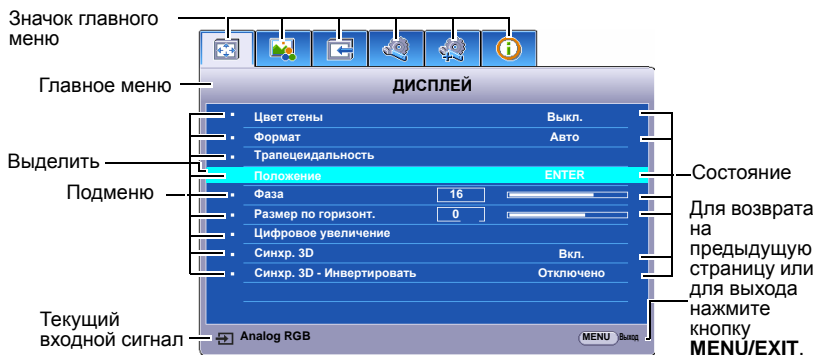 Значок главного
меню
Главное меню
ДИСПЛЕЙ
Цвет стены Выкл.
Формат Авто
Трапецеидальность
Выделить
Положение ENTER
Состояние
Подменю
Фаза 16
Размер по горизонт. 0
Цифровое увеличение
Синхр. 3D Вкл.
Синхр. 3D - Инвертировать Отключено
Для возврата
на
предыдущую
страницу или
для выхода
нажмите
кнопку
MENU/EXIT.
Текущий
входной сигнал
Analog RGB
MENU Выход